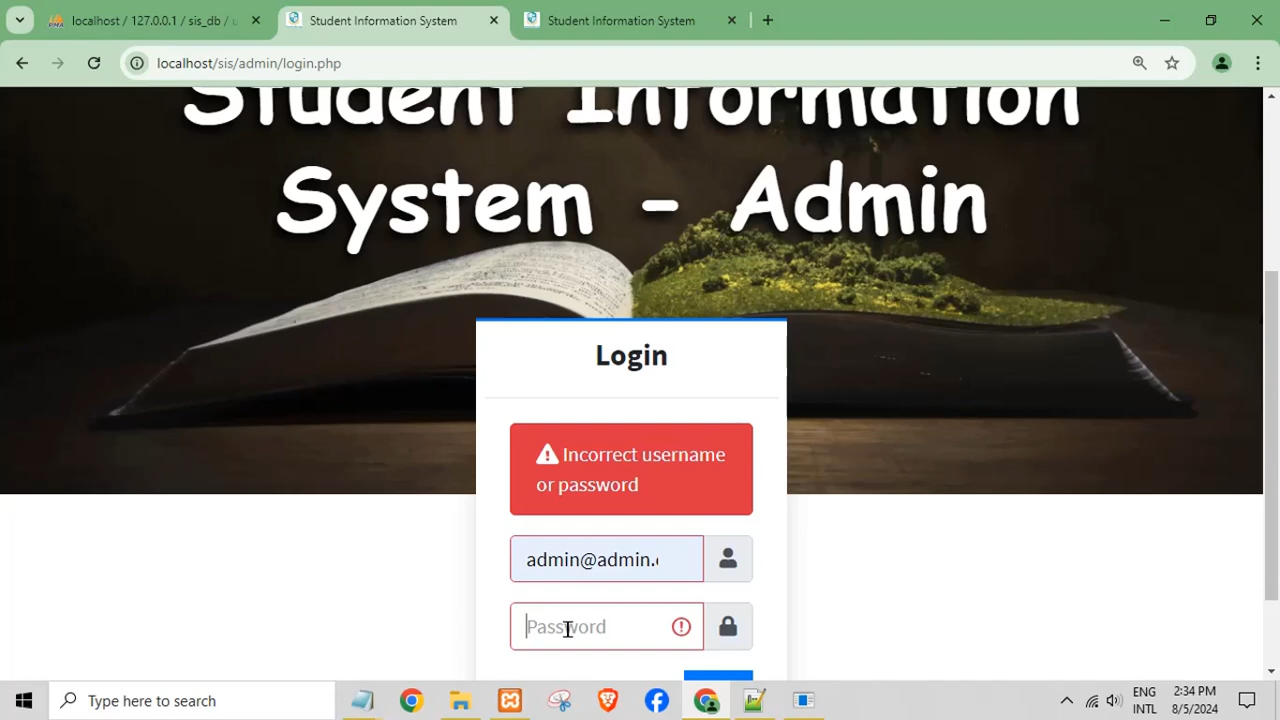 localhost / 127.0.0.1 / sis_db / u
Student Information System
Student Information System
localhost/sis/admin/login.php
Student Information
System - Admin
Login
Incorrect username
or password
admin@admin.
Password
Type here to search
ENG
INTL
2:34 PM
8/5/2024